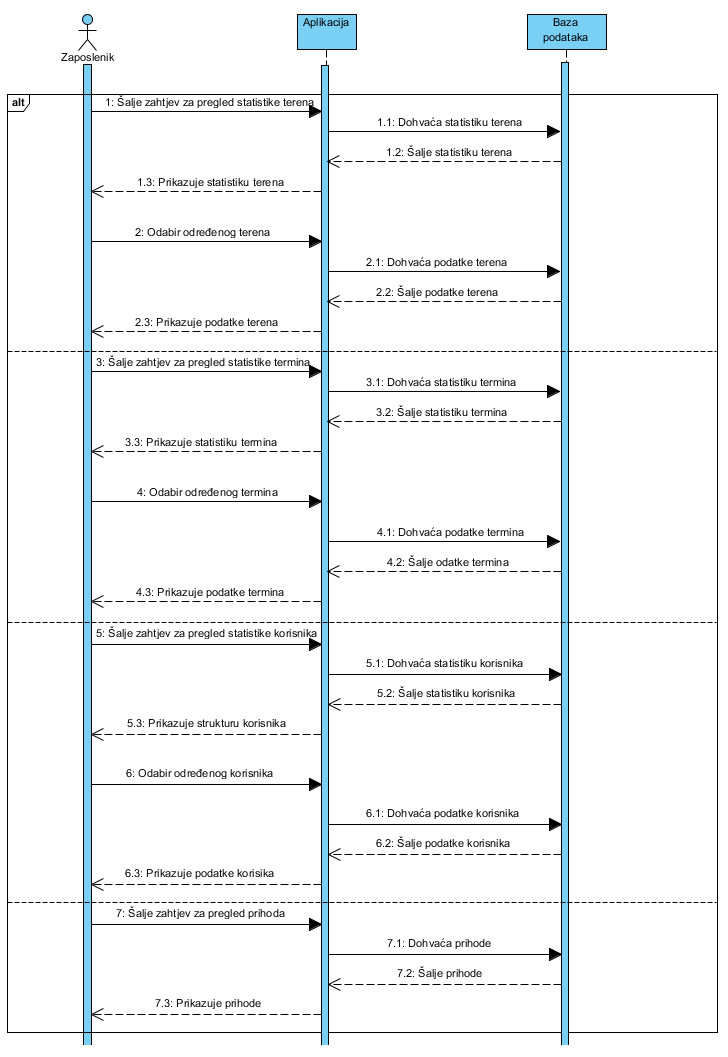 Zaposlenik
Aplikacija
Baza
podataka
alt
1: Šalje zahtjev za pregled statistike terena
1.1: Dohvaća statistiku terena
1.2: Šalje statistiku terena
1.3: Prikazuje statistiku terena
2: Odabir određenog terena
2.1: Dohvaća podatke terena
2.2: Šalje podatke terena
2.3: Prikazuje podatke terena
3: Šalje zahtjev za pregled statistike termina
3.1: Dohvaća statistiku termina
3.2: Šalje statistiku termina
3.3: Prikazuje statistiku termina
4: Odabir određenog termina
4.1: Dohvaća podatke termina
4.2: Šalje odatke termina
4.3: Prikazuje podatke termina
5: Šalje zahtjev za pregled statistike korisnika
5.1: Dohvaća statistiku korisnika
5.2: Šalje statistiku korisnika
5.3: Prikazuje strukturu korisnika
6: Odabir određenog korisnika
6.1: Dohvaća podatke korisnika
6.2: Šalje podatke korisnika
6.3: Prikazuje podatke korisika
7: Šalje zahtjev za pregled prihoda
7.1: Dohvaća prihode
7.2: Šalje prihode
7.3: Prikazuje prihode